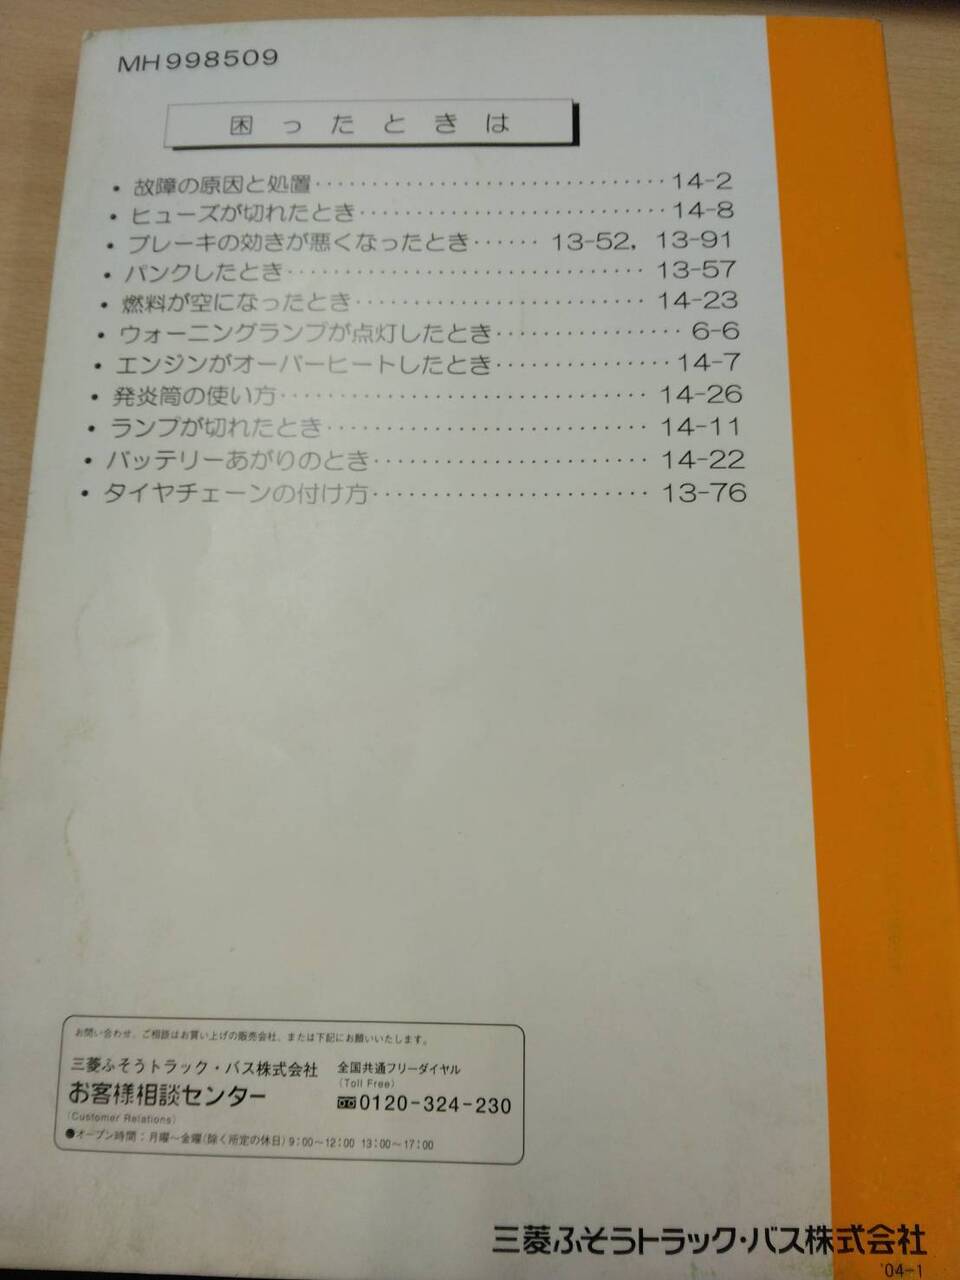 MH998509
困ったときは
• 故障の原因と処置・・・・・・・・・・・・・・・・・・・・・・・・・・・・・・ 14-2
• ヒューズが切れたとき・・・・・・・・・・・・・・・・・・・・・・・・・・ 14-8
• ブレーキの効きが悪くなったとき・・・・・・ 13-52, 13-91
• パンクしたとき・・・・・・・・・・・・・・・・・・・・・・・・・・・・・・ 13-57
• 燃料が空になったとき・・・・・・・・・・・・・・・・・・・・・・・・ 14-23
• ウォーニングランプが点灯したとき・・・・・・・・・・・・・・・・ 6-6
• エンジンがオーバーヒートしたとき・・・・・・・・・・・・・・・ 14-7
• 発炎筒の使い方・・・・・・・・・・・・・・・・・・・・・・・・・・・・・・ 14-26
• ランプが切れたとき・・・・・・・・・・・・・・・・・・・・・・・・・・ 14-11
• バッテリーあがりのとき・・・・・・・・・・・・・・・・・・・・・・ 14-22
• タイヤチェーンの付け方・・・・・・・・・・・・・・・・・・・・・・ 13-76
お問い合わせ、ご相談はお買い上げの販売会社、または下記にお願いいたします。
三菱ふそうトラック・バス株式会社 全国共通フリーダイヤル
(Toll Free)
お客様相談センター 0120-324-230
(Customer Relations)
●オープン時間：月曜〜金曜(除く所定の休日) 9:00〜12:00 13:00〜17:00
三菱ふそうトラック・バス株式会社
'04-1